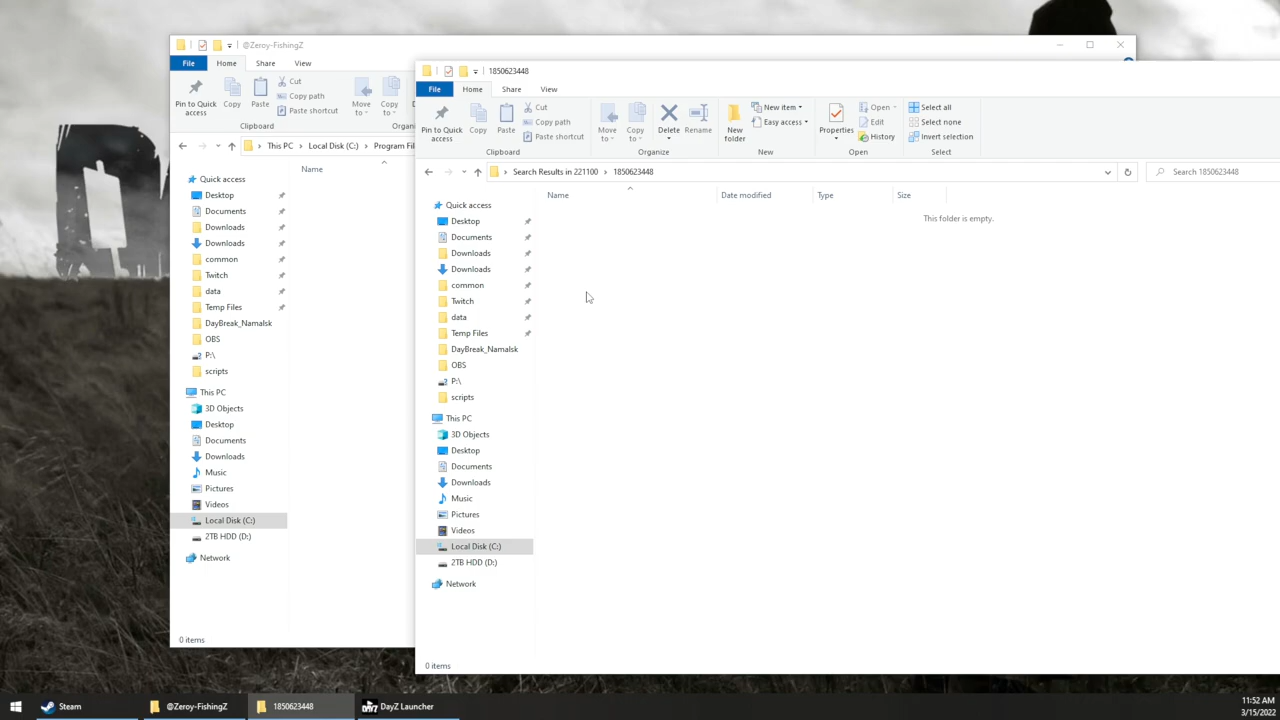 @Zeroy-FishingZ
File
Home
Share
View
Pin to Quick
access
Copy
Paste
Cut
Copy path
Paste shortcut
Move
to
Copy
to
Clipboard
Organi
This PC
Local Disk (C:)
Program Fil
Name
Quick access
Desktop
Documents
Downloads
Downloads
common
Twitch
data
Temp Files
DayBreak_Namalsk
OBS
P:\
scripts
This PC
3D Objects
Desktop
Documents
Downloads
Music
Pictures
Videos
Local Disk (C:)
2TB HDD (D:)
Network
0 items
1850623448
File
Home
Share
View
Pin to Quick
access
Copy
Paste
Cut
Copy path
Paste shortcut
Move
to
Copy
to
Delete
Rename
New
folder
New item
Easy access
Properties
Open
Edit
History
Select all
Select none
Invert selection
Clipboard
Organize
New
Open
Select
Search Results in 221100
1850623448
Search 1850623448
Name
Date modified
Type
Size
This folder is empty.
Quick access
Desktop
Documents
Downloads
Downloads
common
Twitch
data
Temp Files
DayBreak_Namalsk
OBS
P:\
scripts
This PC
3D Objects
Desktop
Documents
Downloads
Music
Pictures
Videos
Local Disk (C:)
2TB HDD (D:)
Network
0 items
Steam
@Zeroy-FishingZ
1850623448
DayZ Launcher
11:52 AM
3/15/2022